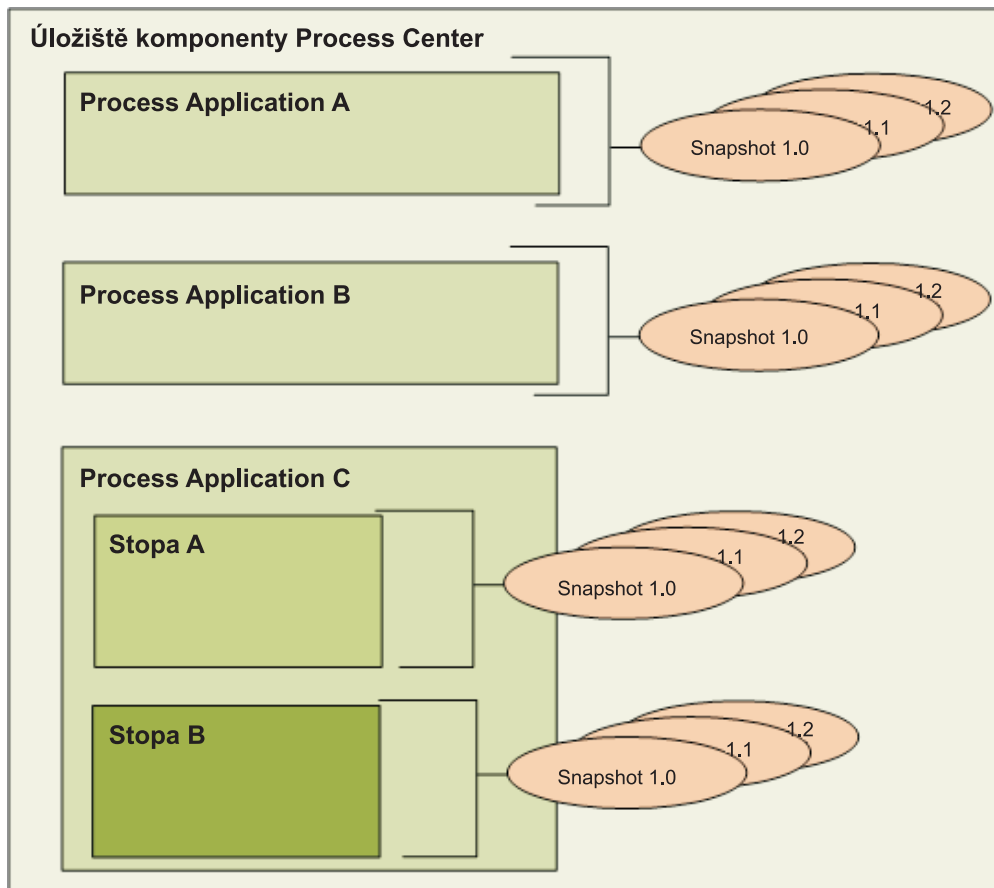 Úložiště komponenty Process Center
Process Application A
1.2
1.1
Snapshot 1.0
Process Application B
1.2
1.1
Snapshot 1.0
Process Application C
Stopa A
1.2
1.1
Snapshot 1.0
Stopa B
1.2
1.1
Snapshot 1.0